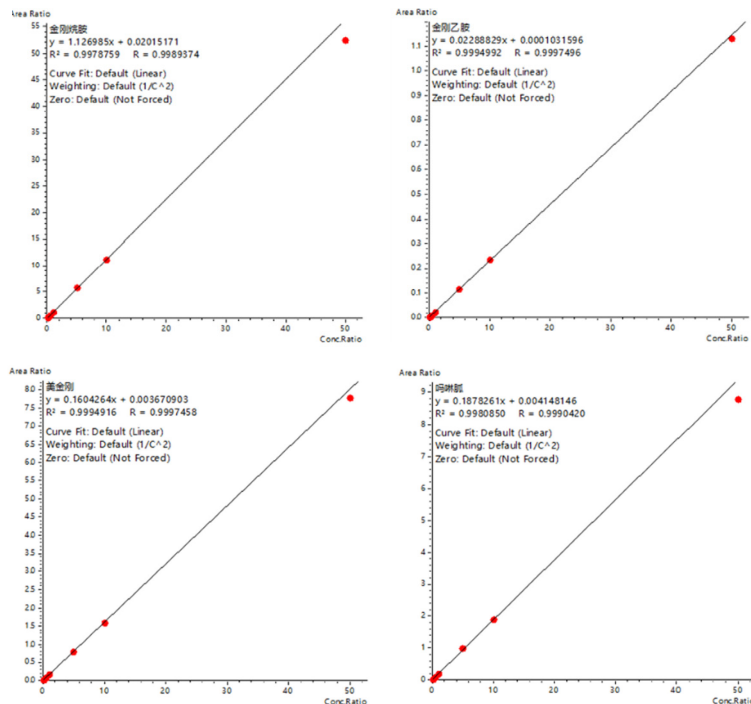 Area Ratio
金刚烷胺
y = 1.126985x + 0.02015171
R² = 0.9978759 R = 0.9989374
Curve Fit: Default (Linear)
Weighting: Default (1/C^2)
Zero: Default (Not Forced)
55
50
45
40
35
30
25
20
15
10
5
0
0 10 20 30 40 50
Conc.Ratio
Area Ratio
金刚乙胺
y = 0.02288829x + 0.0001031596
R² = 0.9994992 R = 0.9997496
Curve Fit: Default (Linear)
Weighting: Default (1/C^2)
Zero: Default (Not Forced)
1.1
1.0
0.9
0.8
0.7
0.6
0.5
0.4
0.3
0.2
0.1
0.0
0 10 20 30 40 50
Conc.Ratio
Area Ratio
美金刚
y = 0.1604264x + 0.003670903
R² = 0.9994916 R = 0.9997458
Curve Fit: Default (Linear)
Weighting: Default (1/C^2)
Zero: Default (Not Forced)
8.0
7.5
7.0
6.5
6.0
5.5
5.0
4.5
4.0
3.5
3.0
2.5
2.0
1.5
1.0
0.5
0.0
0 10 20 30 40 50
Conc.Ratio
Area Ratio
吗啉胍
y = 0.1878261x + 0.004148146
R² = 0.9980850 R = 0.9990420
Curve Fit: Default (Linear)
Weighting: Default (1/C^2)
Zero: Default (Not Forced)
9
8
7
6
5
4
3
2
1
0
0 10 20 30 40 50
Conc.Ratio